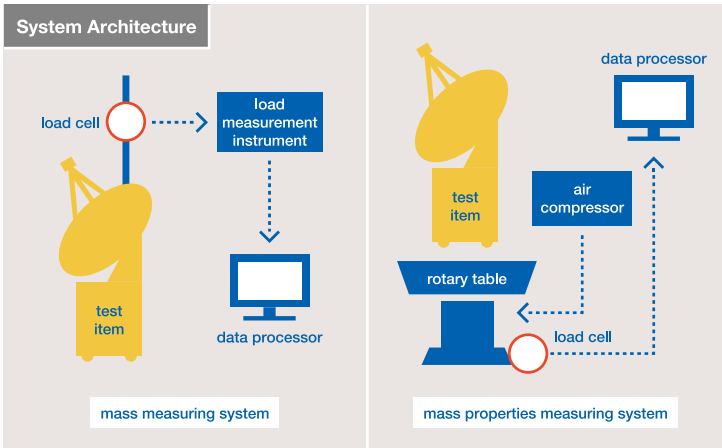 System Architecture
load cell
load
measurement
instrument
test
item
data processor
mass measuring system
data processor
test
item
air
compressor
rotary table
load cell
mass properties measuring system